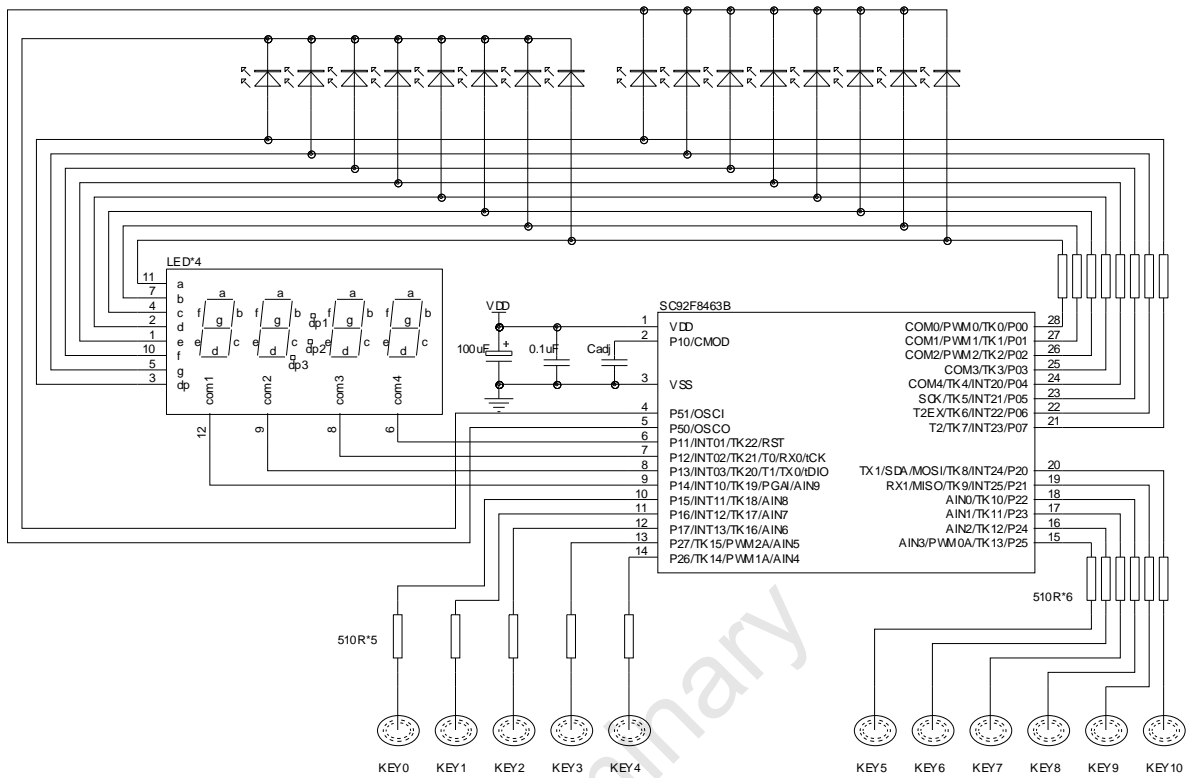 LED*4
11 a
7 b
4 c
2 d
1 e
10 f
5 g
3 dp
a
f b
g
e c
d
a
f b
g
e c
d
dp1
dp2
dp3
a
f b
g
e c
d
a
f b
g
e c
d
com1
com2
com3
com4
12
9
8
6
VDD
100uF
+
0.1uF
Cadj
SC92F8463B
1 VDD
2 P10/CMOD
3 VSS
4 P51/OSCI
5 P50/OSCO
6 P11/INT01/TK22/RST
7 P12/INT02/TK21/T0/RX0/tCK
8 P13/INT03/TK20/T1/TX0/tDIO
9 P14/INT10/TK19/PGAI/AIN9
10 P15/INT11/TK18/AIN8
11 P16/INT12/TK17/AIN7
12 P17/INT13/TK16/AIN6
13 P27/TK15/PWM2A/AIN5
14 P26/TK14/PWM1A/AIN4
COM0/PWM0/TK0/P00 28
COM1/PWM1/TK1/P01 27
COM2/PWM2/TK2/P02 26
COM3/TK3/P03 25
COM4/TK4/INT20/P04 24
SCK/TK5/INT21/P05 23
T2EX/TK6/INT22/P06 22
T2/TK7/INT23/P07 21
TX1/SDA/MOSI/TK8/INT24/P20 20
RX1/MISO/TK9/INT25/P21 19
AIN0/TK10/P22 18
AIN1/TK11/P23 17
AIN2/TK12/P24 16
AIN3/PWM0A/TK13/P25 15
510R*5
510R*6
KEY0 KEY1 KEY2 KEY3 KEY4 KEY5 KEY6 KEY7 KEY8 KEY9 KEY10